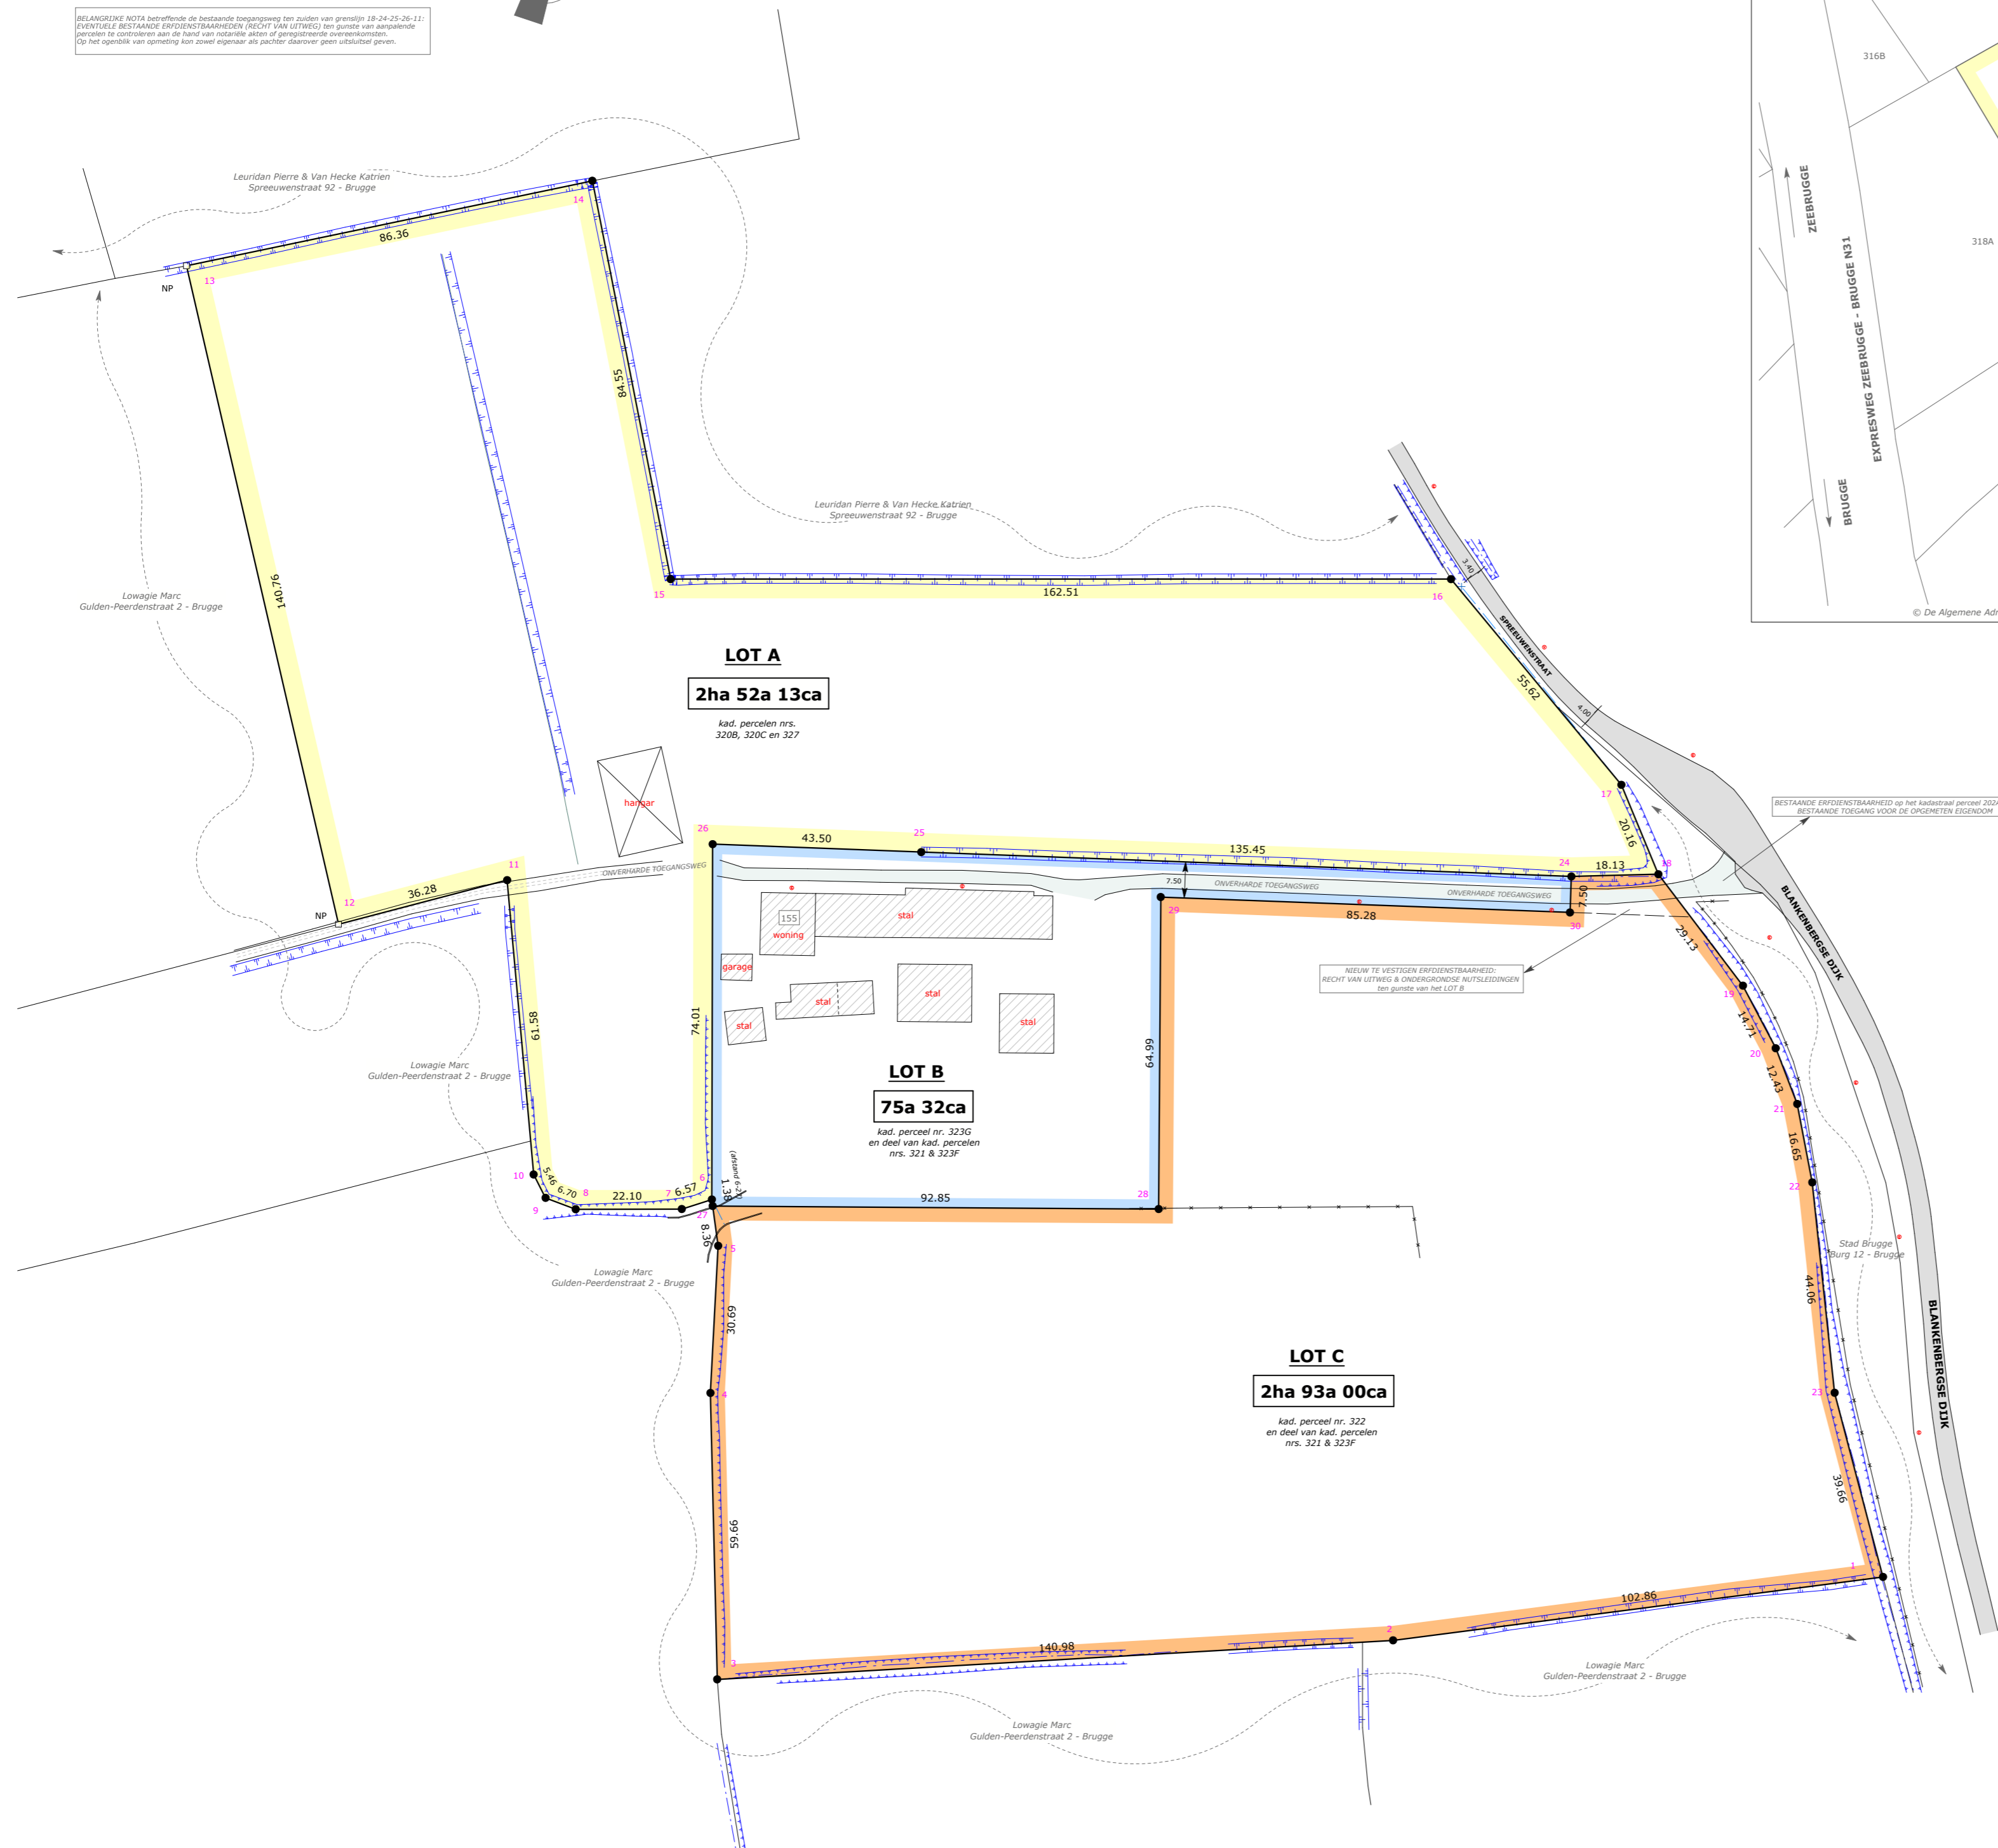 BELANGRIJKE NOTA betreffende de bestaande toegangsweg ten zuiden van grenslijn 18-24-25-26-11:
EVENTUELE BESTAANDE ERFDIENSTBAARHEDEN (RECHT VAN UITWEG) ten gunste van aanpalende
percelen te controleren aan de hand van notariële akten of geregistreerde overeenkomsten.
Op het ogenblik van opmeting kon zowel eigenaar als pachter daarover geen uitsluitsel geven.
316B
318A
ZEEBRUGGE
EXPRESWEG ZEEBRUGGE - BRUGGE N31
BRUGGE
© De Algemene Adm
Leuridan Pierre & Van Hecke Katrien
Spreeuwenstraat 92 - Brugge
14
86.36
13
NP
84.55
140.76
Leuridan Pierre & Van Hecke Katrien
Spreeuwenstraat 92 - Brugge
3.40
15
162.51
16
Lowagie Marc
Gulden-Peerdenstraat 2 - Brugge
SPREEUWENSTRAAT
55.62
4.00
LOT A
2ha 52a 13ca
kad. percelen nrs.
320B, 320C en 327
hangar
17
20.16
BESTAANDE ERFDIENSTBAARHEID op het kadastraal perceel 202A
BESTAANDE TOEGANG VOOR DE OPGEMETEN EIGENDOM
26
43.50
25
135.45
24
18.13
18
11
36.28
12
NP
ONVERHARDE TOEGANGSWEG
7.50
ONVERHARDE TOEGANGSWEG
ONVERHARDE TOEGANGSWEG
7.50
29
85.28
30
155
woning
stal
garage
stal
stal
stal
stal
BLANKENBERGSE DIJK
29.13
NIEUW TE VESTIGEN ERFDIENSTBAARHEID:
RECHT VAN UITWEG & ONDERGRONDSE NUTSLEIDINGEN
ten gunste van het LOT B
19
14.71
20
12.43
21
16.65
22
61.58
74.01
64.99
Lowagie Marc
Gulden-Peerdenstraat 2 - Brugge
LOT B
75a 32ca
kad. perceel nr. 323G
en deel van kad. percelen
nrs. 321 & 323F
10
5.46
9
6.70
8
22.10
7
6.57
6
1.38
(afstand 6-27)
27
92.85
28
8.36
5
Lowagie Marc
Gulden-Peerdenstraat 2 - Brugge
Stad Brugge
Burg 12 - Brugge
44.06
BLANKENBERGSE DIJK
30.69
4
LOT C
2ha 93a 00ca
kad. perceel nr. 322
en deel van kad. percelen
nrs. 321 & 323F
23
39.66
59.66
1
102.86
2
140.98
3
Lowagie Marc
Gulden-Peerdenstraat 2 - Brugge
Lowagie Marc
Gulden-Peerdenstraat 2 - Brugge